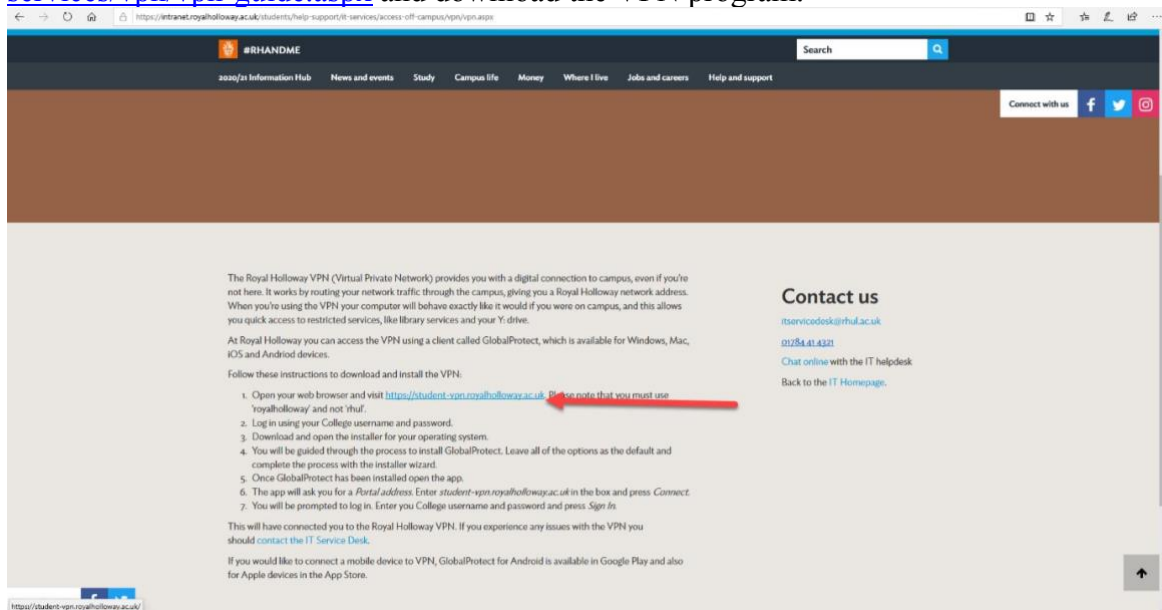 and download the VPN program.
https://intranet.royalholloway.ac.uk/students/help-support/it-services/access-off-campus/vpn/vpn.aspx
#RHANDME
Search
2020/21 Information Hub News and events Study Campus life Money Where I live Jobs and careers Help and support
Connect with us
The Royal Holloway VPN (Virtual Private Network) provides you with a digital connection to campus, even if you're
not here. It works by routing your network traffic through the campus, giving you a Royal Holloway network address.
When you're using the VPN your computer will behave exactly like it would if you were on campus, and this allows
you quick access to restricted services, like library services and your Y: drive.
At Royal Holloway you can access the VPN using a client called GlobalProtect, which is available for Windows, Mac,
iOS and Andriod devices.
Follow these instructions to download and install the VPN:
1. Open your web browser and visit https://student-vpn.royalholloway.ac.uk. Please note that you must use
'royalholloway' and not 'rhul'.
2. Log in using your College username and password.
3. Download and open the installer for your operating system.
4. You will be guided through the process to install GlobalProtect. Leave all of the options as the default and
complete the process with the installer wizard.
5. Once GlobalProtect has been installed open the app.
6. The app will ask you for a Portal address. Enter student-vpn.royalholloway.ac.uk in the box and press Connect.
7. You will be prompted to log in. Enter you College username and password and press Sign In.
This will have connected you to the Royal Holloway VPN. If you experience any issues with the VPN you
should contact the IT Service Desk.
If you would like to connect a mobile device to VPN, GlobalProtect for Android is available in Google Play and also
for Apple devices in the App Store.
Contact us
itservicedesk@rhul.ac.uk
01784 41 4321
Chat online with the IT helpdesk
Back to the IT Homepage.
https://student-vpn.royalholloway.ac.uk/